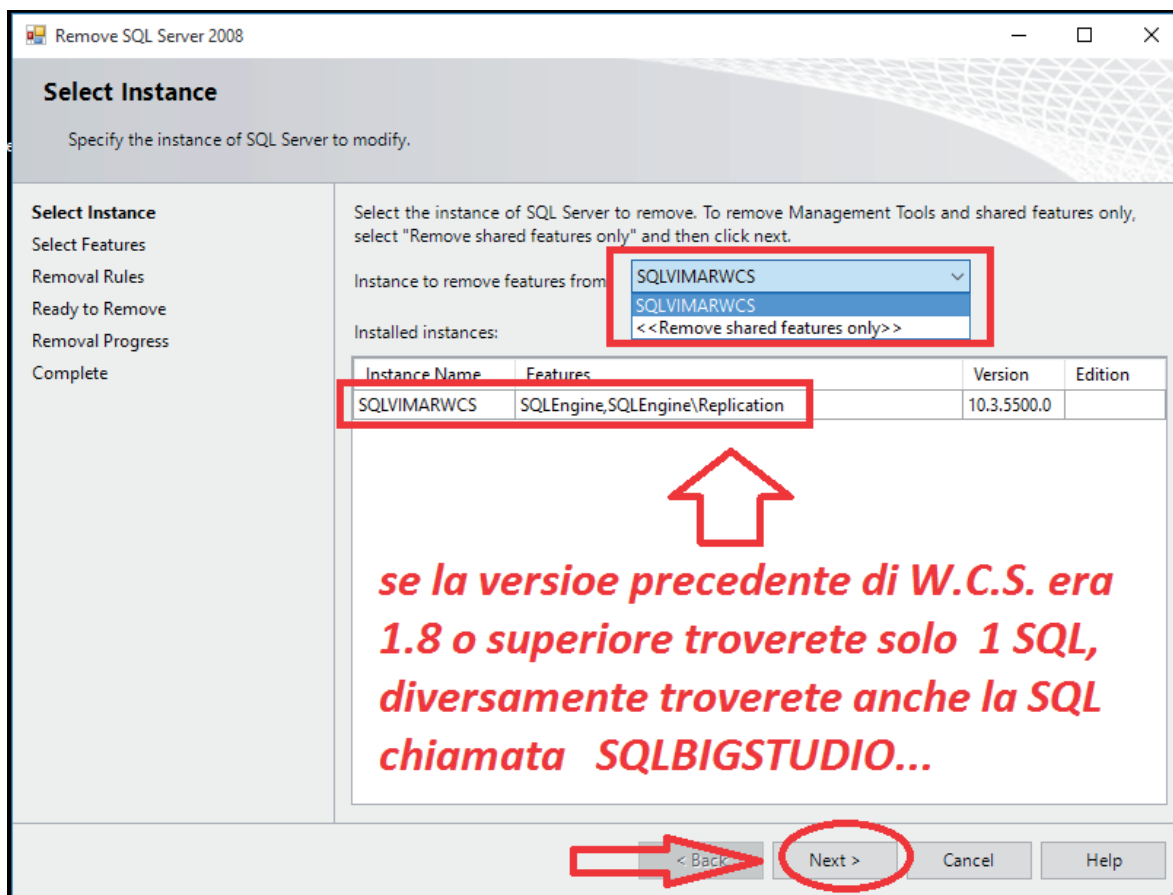 Remove SQL Server 2008
Select Instance
Specify the instance of SQL Server to modify.
Select Instance
Select Features
Removal Rules
Ready to Remove
Removal Progress
Complete
Select the instance of SQL Server to remove. To remove Management Tools and shared features only,
select "Remove shared features only" and then click next.
Instance to remove features from
SQLVIMARWCS
SQLVIMARWCS
<<Remove shared features only>>
Installed instances:
Instance Name Features Version Edition
SQLVIMARWCS SQLEngine,SQLEngine\Replication 10.3.5500.0
se la versioe precedente di W.C.S. era
1.8 o superiore troverete solo 1 SQL,
diversamente troverete anche la SQL
chiamata SQLBIGSTUDIO...
< Back Next > Cancel Help